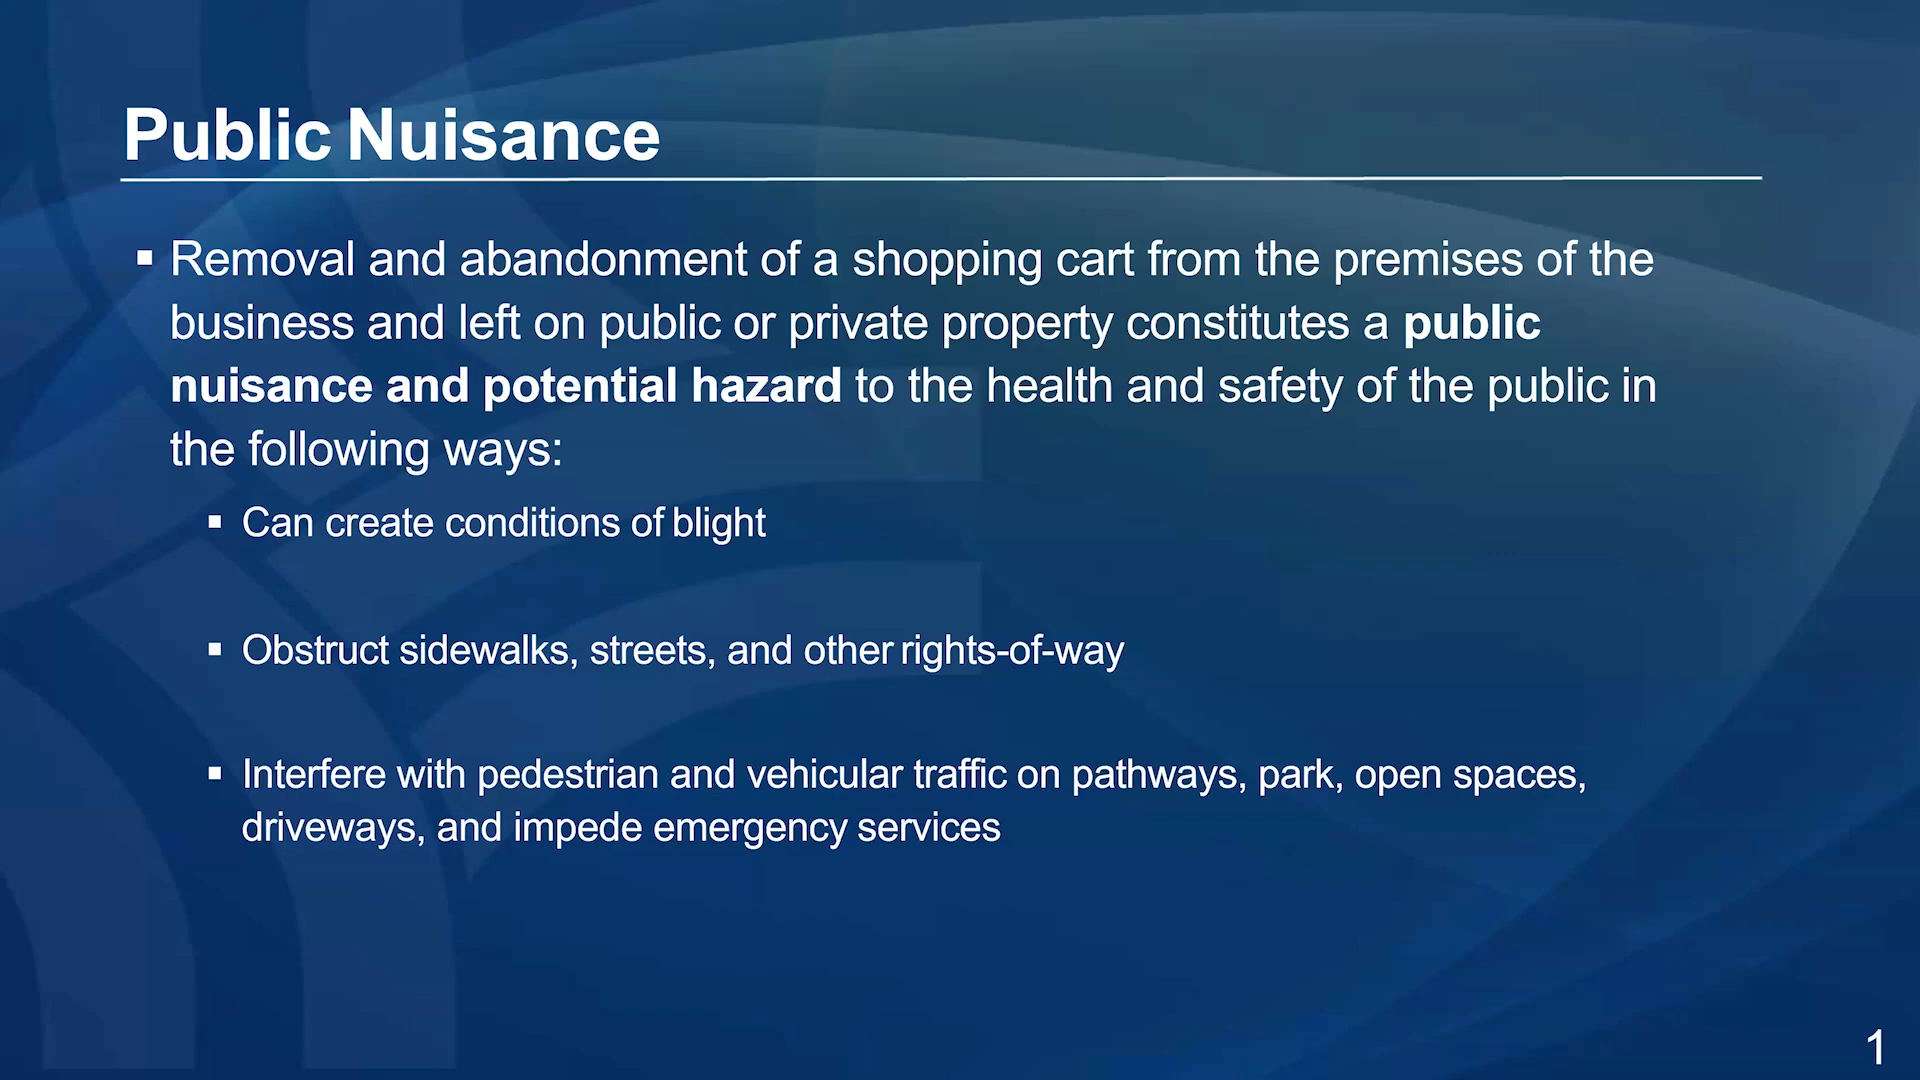 Public Nuisance
▪ Removal and abandonment of a shopping cart from the premises of the
business and left on public or private property constitutes a public
nuisance and potential hazard to the health and safety of the public in
the following ways:
▪ Can create conditions of blight
▪ Obstruct sidewalks, streets, and other rights-of-way
▪ Interfere with pedestrian and vehicular traffic on pathways, park, open spaces,
driveways, and impede emergency services
1